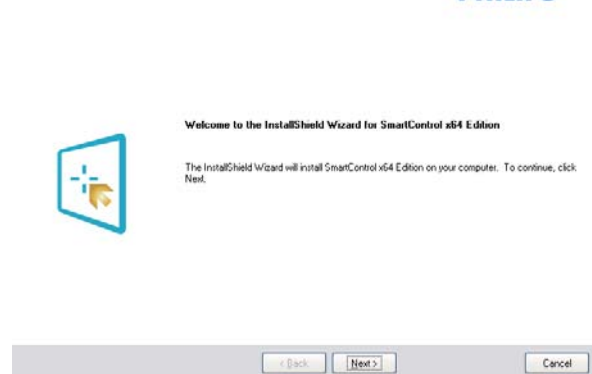 Welcome to the InstallShield Wizard for SmartControl x64 Edition
The InstallShield Wizard will install SmartControl x64 Edition on your computer. To continue, click
Next.
< Back
Next >
Cancel